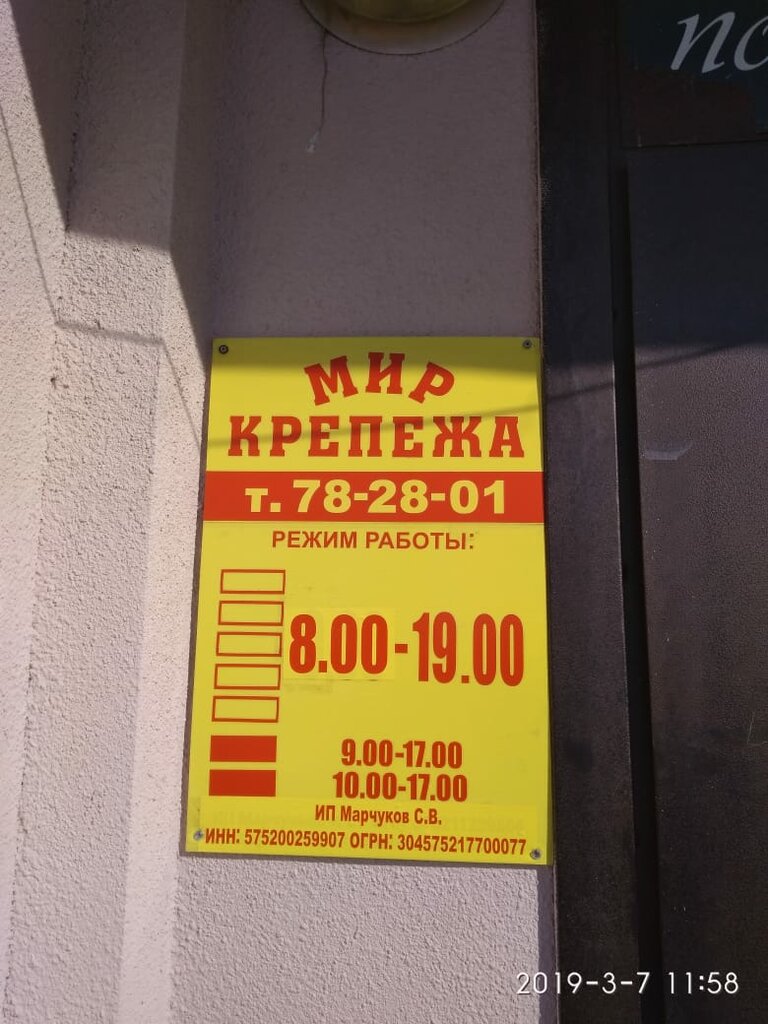 МИР
КРЕПЕЖА
т. 78-28-01
РЕЖИМ РАБОТЫ:
8.00-19.00
9.00-17.00
10.00-17.00
ИП Марчуков С.В.
ИНН: 575200259907 ОГРН: 304575217700077
2019-3-7 11:58